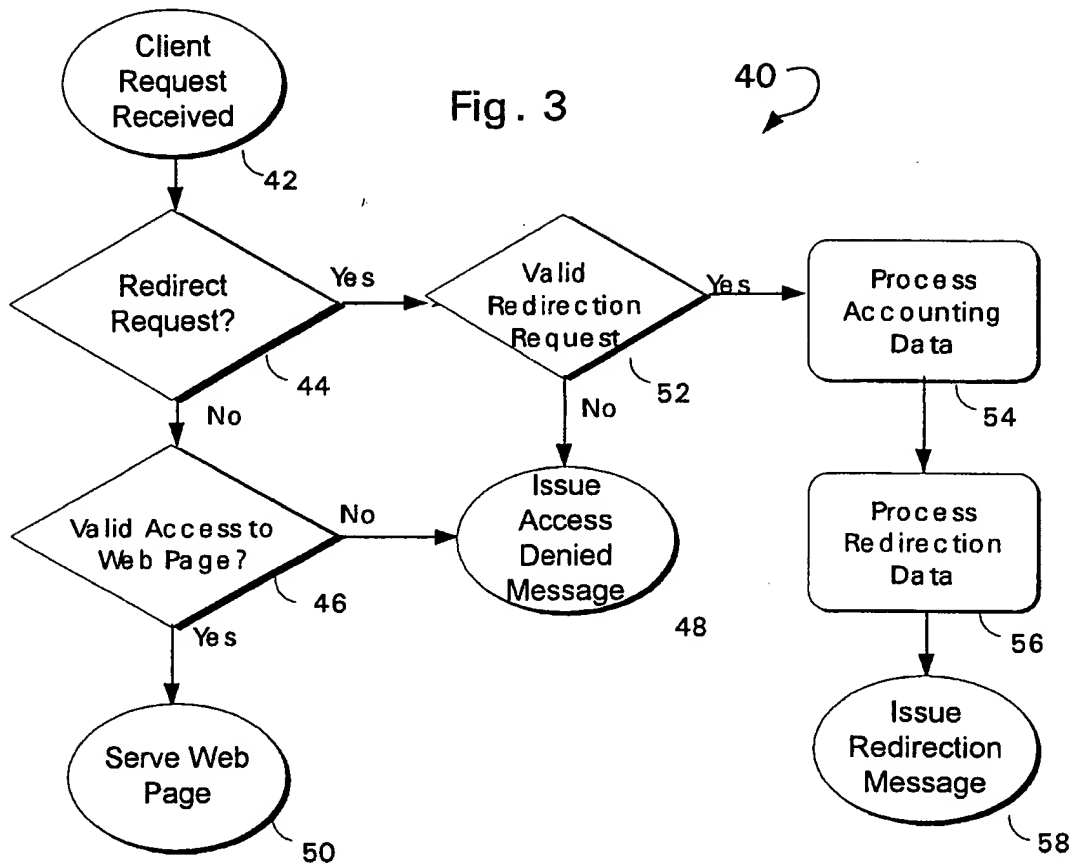 Client
Request
Received
42
Fig. 3
40
Redirect
Request?
44
Yes
No
Valid
Redirection
Request
52
Yes
No
Process
Accounting
Data
54
Valid Access to
Web Page?
46
No
Yes
Issue
Access
Denied
Message
48
Process
Redirection
Data
56
Serve Web
Page
50
Issue
Redirection
Message
58